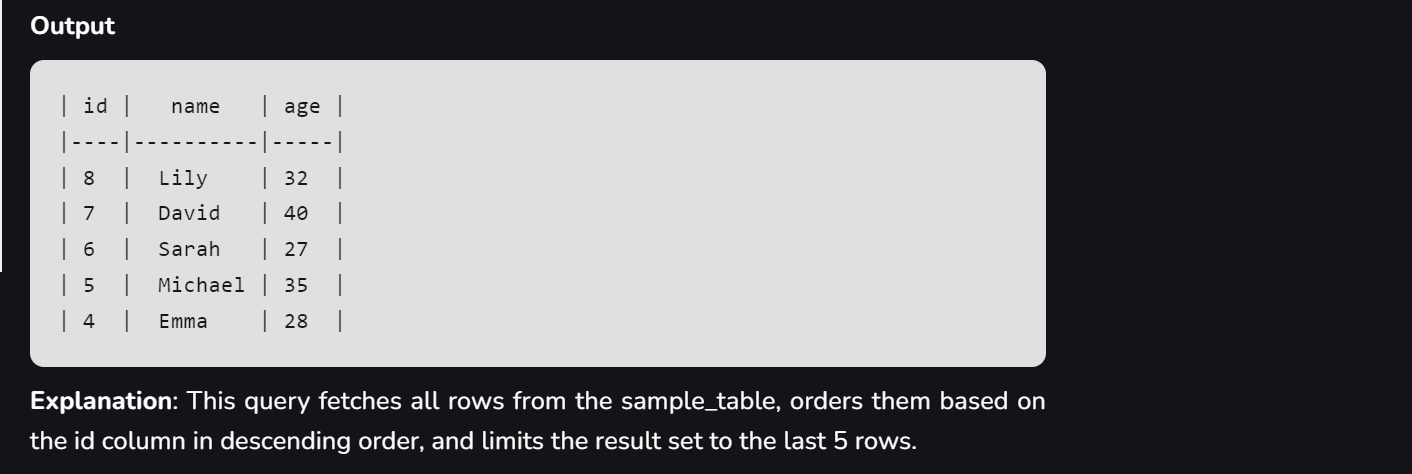 Output
| id |   name   | age |
|----|----------|-----|
| 8  |  Lily    | 32  |
| 7  |  David   | 40  |
| 6  |  Sarah   | 27  |
| 5  |  Michael | 35  |
| 4  |  Emma    | 28  |
Explanation: This query fetches all rows from the sample_table, orders them based on
the id column in descending order, and limits the result set to the last 5 rows.